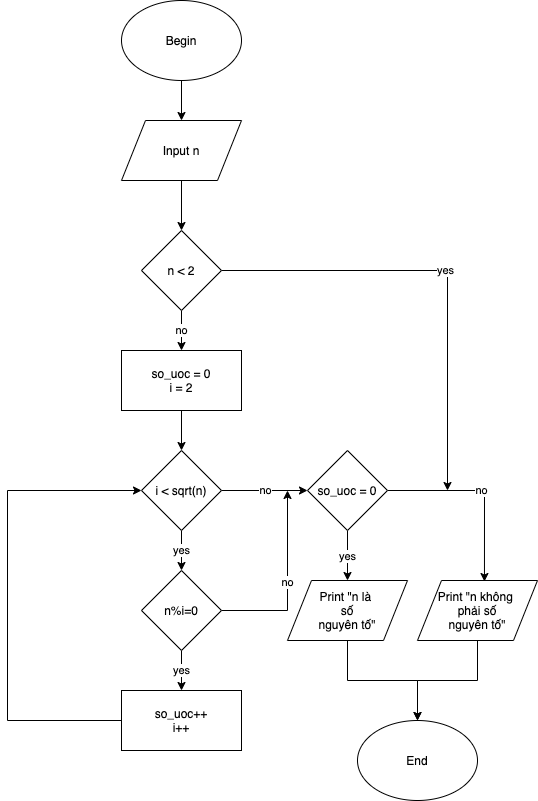 Begin
Input n
n < 2
yes
no
so_uoc = 0
i = 2
i < sqrt(n)
no
so_uoc = 0
no
yes
yes
n%i=0
no
Print "n là
số
nguyên tố"
Print "n không
phải số
nguyên tố"
yes
so_uoc++
i++
End